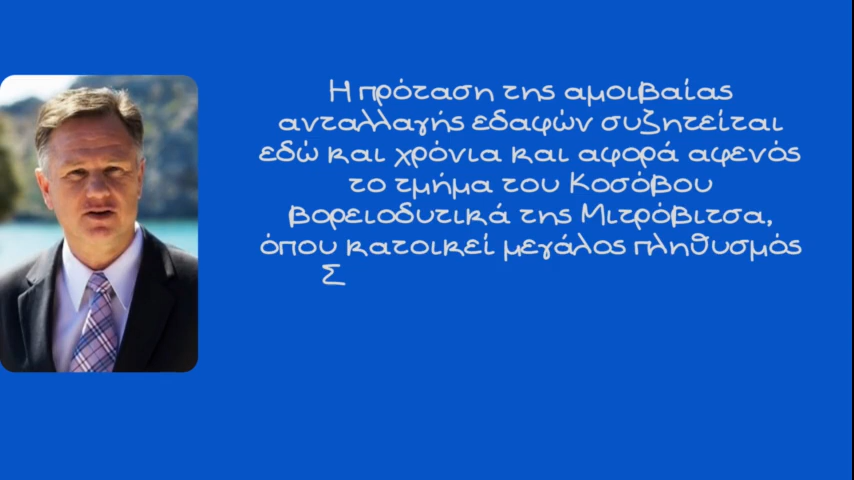 Η πρόταση της αμοιβαίας
ανταλλαγής εδαφών συζητείται
εδώ και χρόνια και αφορά αφενός
το τμήμα του Κοσόβου
βορειοδυτικά της Μιτρόβιτσα,
όπου κατοικεί μεγάλος πληθυσμός
Σ